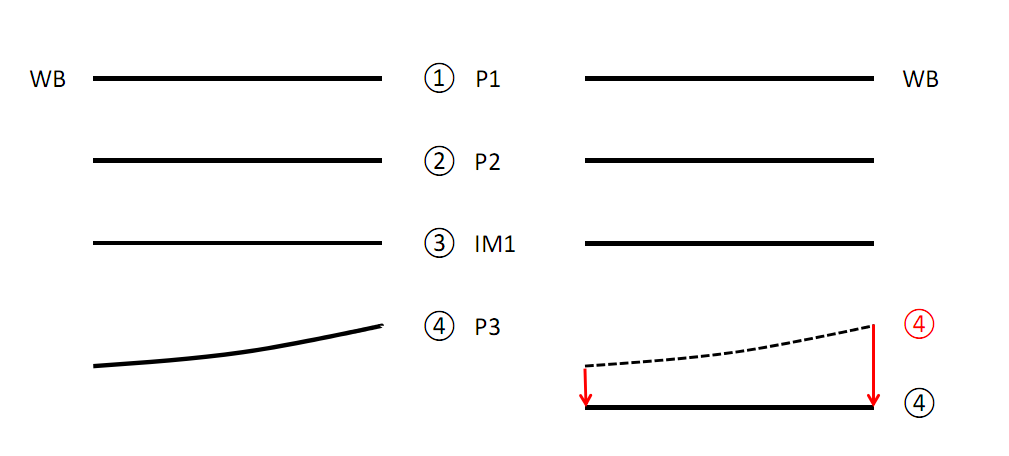 WB ① P1 WB
② P2
③ IM1
④ P3 ④
④